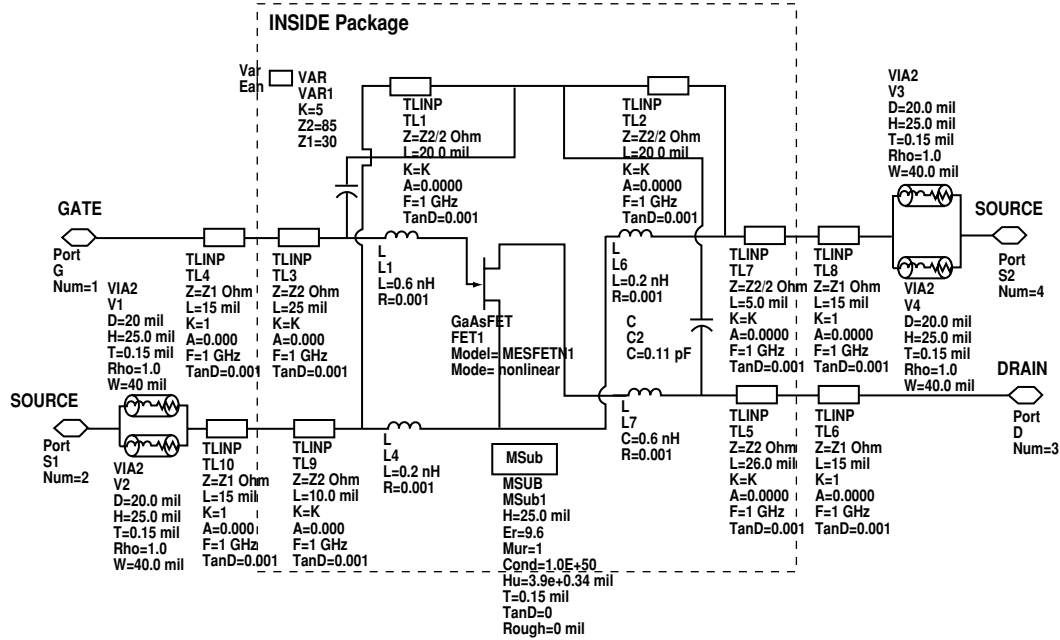 INSIDE Package
Var
Ean
VAR
VAR1
K=5
Z2=85
Z1=30
TLINP
TL1
Z=Z2/2 Ohm
L=20 0 mil
K=K
A=0.0000
F=1 GHz
TanD=0.001
TLINP
TL2
Z=Z2/2 Ohm
L=20 0 mil
K=K
A=0.0000
F=1 GHz
TanD=0.001
VIA2
V3
D=20.0 mil
H=25.0 mil
T=0.15 mil
Rho=1.0
W=40.0 mil
GATE
Port
G
Num=1
TLINP
TL4
Z=Z1 Ohm
L=15 mil
K=1
A=0.000
F=1 GHz
TanD=0.001
TLINP
TL3
Z=Z2 Ohm
L=25 mil
K=K
A=0.000
F=1 GHz
TanD=0.001
L
L1
L=0.6 nH
R=0.001
GaAsFET
FET1
Model= MESFETN1
Mode= nonlinear
L
L6
L=0.2 nH
R=0.001
C
C2
C=0.11 pF
TLINP
TL7
Z=Z2/2 Ohm
L=5.0 mil
K=K
A=0.0000
F=1 GHz
TanD=0.001
TLINP
TL8
Z=Z1 Ohm
L=15 mil
K=1
A=0.0000
F=1 GHz
TanD=0.001
SOURCE
Port
S2
Num=4
VIA2
V4
D=20.0 mil
H=25.0 mil
T=0.15 mil
Rho=1.0
W=40.0 mil
VIA2
V1
D=20 mil
H=25.0 mil
T=0.15 mil
Rho=1.0
W=40 mil
SOURCE
Port
S1
Num=2
VIA2
V2
D=20.0 mil
H=25.0 mil
T=0.15 mil
Rho=1.0
W=40.0 mil
TLINP
TL10
Z=Z1 Ohm
L=15 mil
K=1
A=0.000
F=1 GHz
TanD=0.001
TLINP
TL9
Z=Z2 Ohm
L=10.0 mil
K=K
A=0.000
F=1 GHz
TanD=0.001
L
L4
L=0.2 nH
R=0.001
MSub
MSUB
MSub1
H=25.0 mil
Er=9.6
Mur=1
Cond=1.0E+50
Hu=3.9e+0.34 mil
T=0.15 mil
TanD=0
Rough=0 mil
L
L7
C=0.6 nH
R=0.001
TLINP
TL5
Z=Z2 Ohm
L=26.0 mil
K=K
A=0.0000
F=1 GHz
TanD=0.001
TLINP
TL6
Z=Z1 Ohm
L=15 mil
K=1
A=0.0000
F=1 GHz
TanD=0.001
DRAIN
Port
D
Num=3